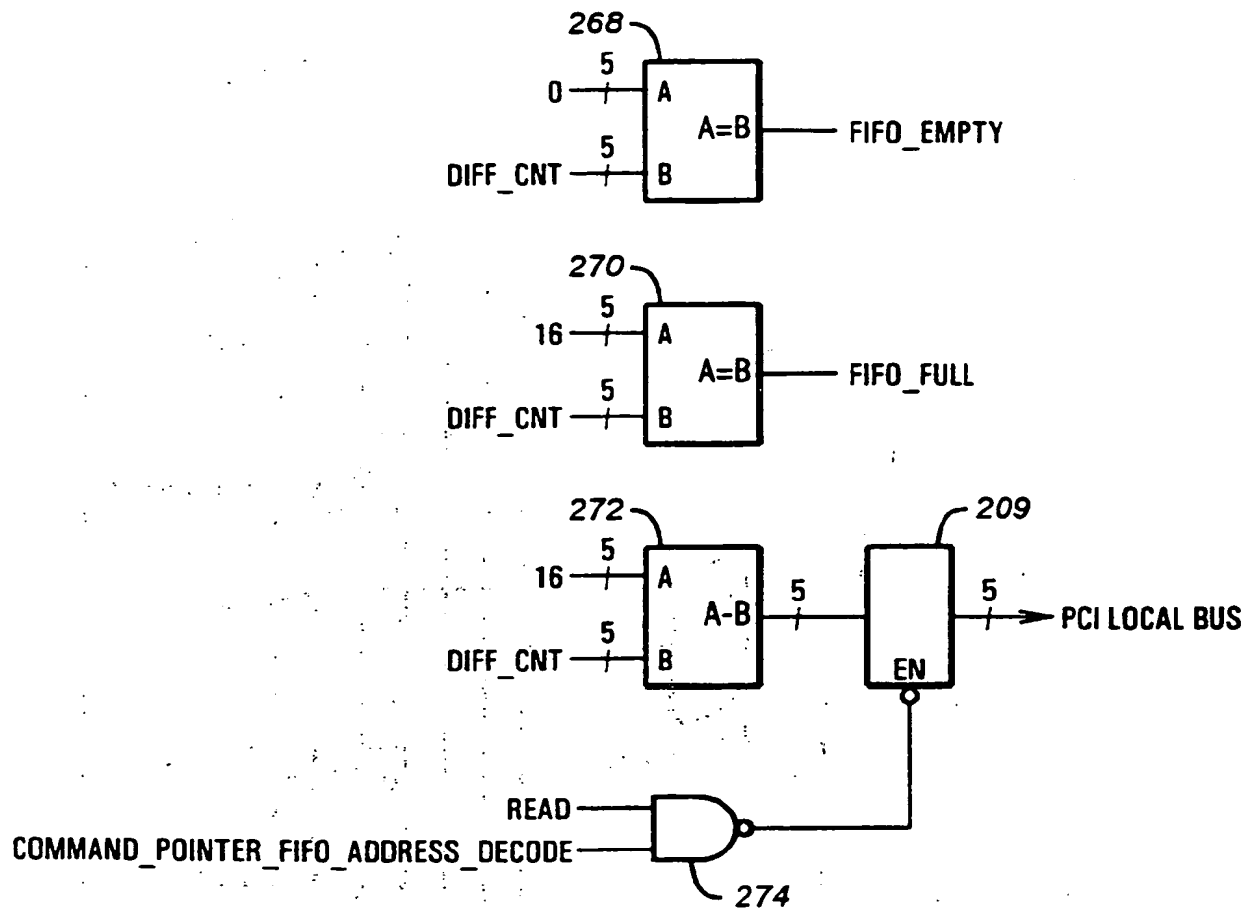 268
5
0
A
A=B
FIFO_EMPTY
5
DIFF_CNT
B
270
5
16
A
A=B
FIFO_FULL
5
DIFF_CNT
B
272
209
5
16
A
A-B
5
5
PCI LOCAL BUS
5
DIFF_CNT
B
EN
READ
COMMAND_POINTER_FIFO_ADDRESS_DECODE
274